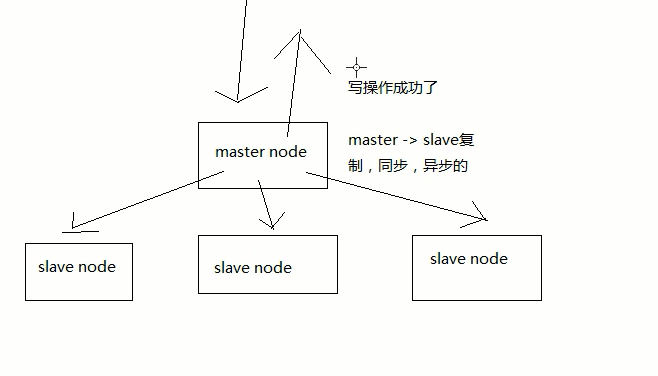 写操作成功了
master node
master -> slave复
制，同步，异步的
slave node
slave node
slave node